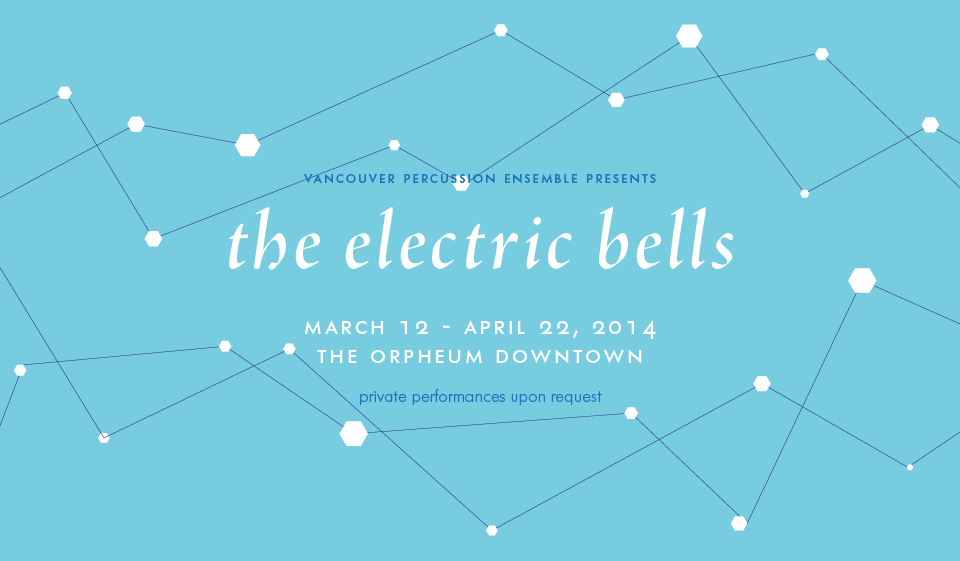 VANCOUVER PERCUSSION ENSEMBLE PRESENTS
the electric bells
MARCH 12 - APRIL 22, 2014
THE ORPHEUM DOWNTOWN
private performances upon request